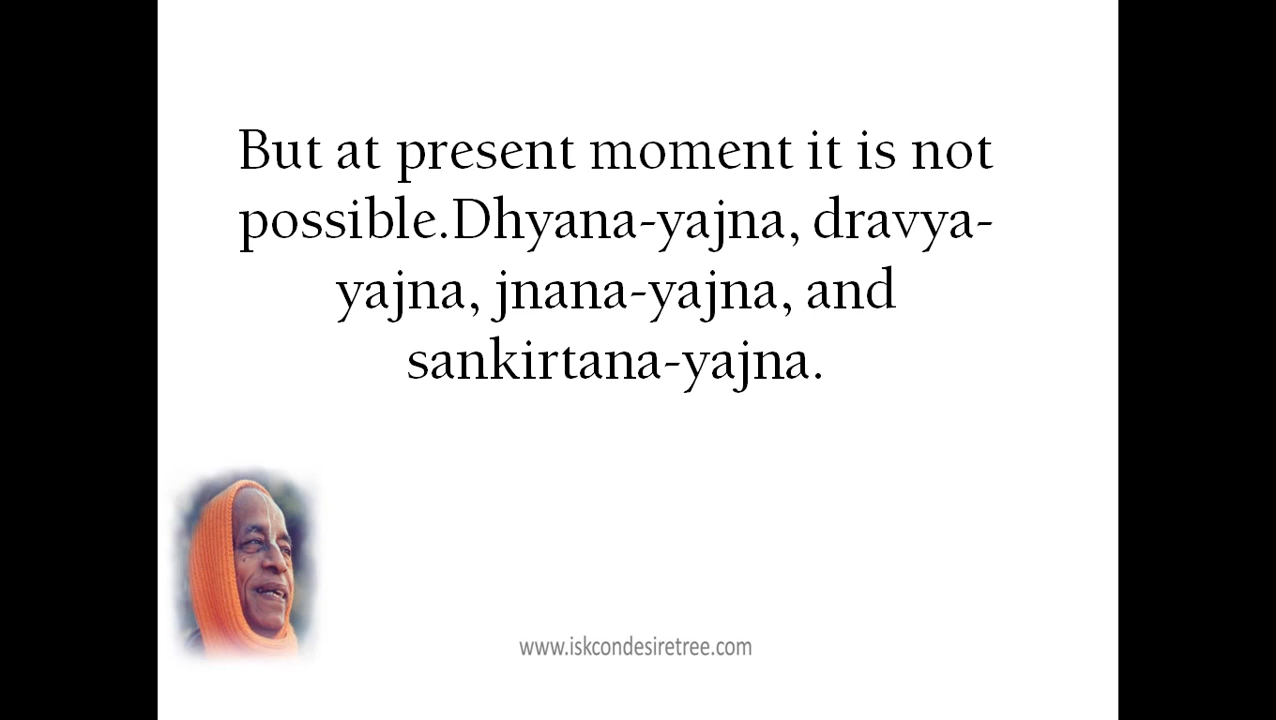 But at present moment it is not
possible.Dhyana-yajna, dravya-
yajna, jnana-yajna, and
sankirtana-yajna.
www.iskcondesiretree.com